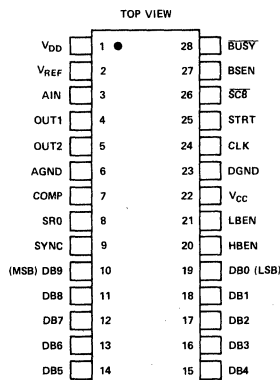 TOP VIEW
VDD 1 28 BUSY
VREF 2 27 BSEN
AIN 3 26 SC8
OUT1 4 25 STRT
OUT2 5 24 CLK
AGND 6 23 DGND
COMP 7 22 VCC
SR0 8 21 LBEN
SYNC 9 20 HBEN
(MSB) DB9 10 19 DB0 (LSB)
DB8 11 18 DB1
DB7 12 17 DB2
DB6 13 16 DB3
DB5 14 15 DB4